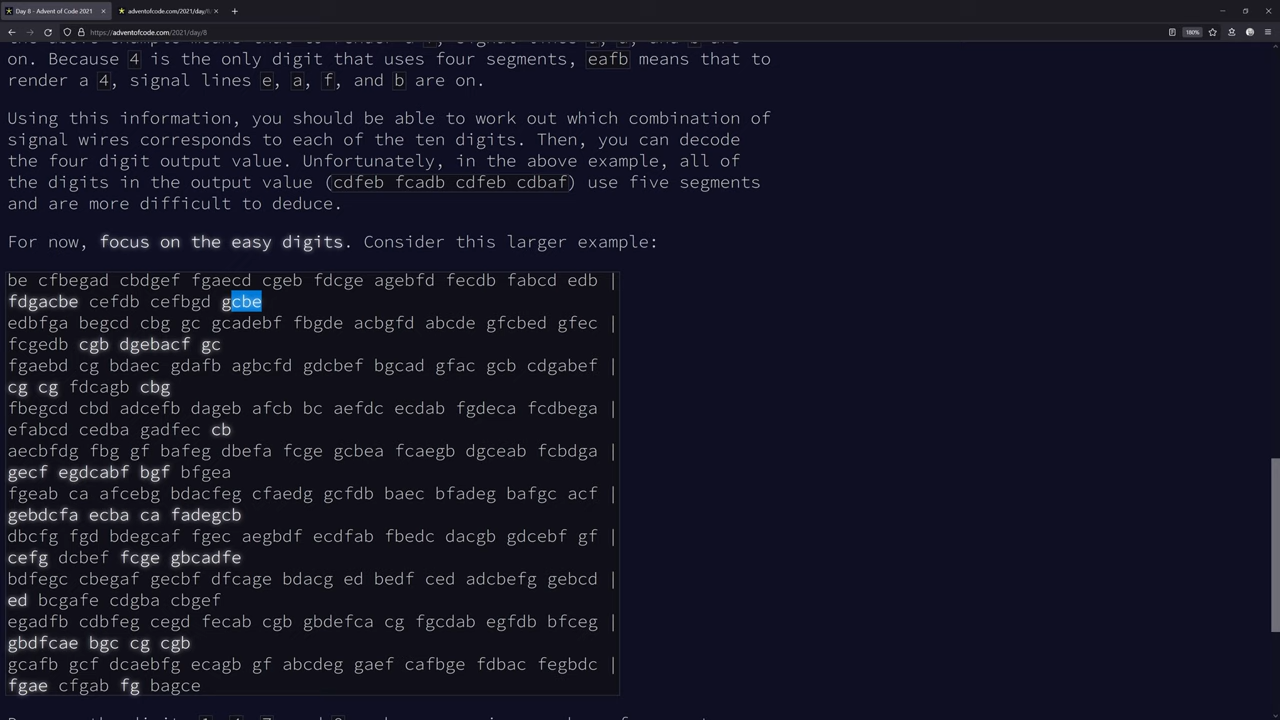 Day 8 - Advent of Code 2021
adventofcode.com/2021/day/8
https://adventofcode.com/2021/day/8
180%
on. Because 4 is the only digit that uses four segments, eafb means that to
render a 4, signal lines e, a, f, and b are on.
Using this information, you should be able to work out which combination of
signal wires corresponds to each of the ten digits. Then, you can decode
the four digit output value. Unfortunately, in the above example, all of
the digits in the output value (cdfeb fcadb cdfeb cdbaf) use five segments
and are more difficult to deduce.
For now, focus on the easy digits. Consider this larger example:
be cfbegad cbdgef fgaecd cgeb fdcge agebfd fecdb fabcd edb |
fdgacbe cefdb cefbgd gcbe
edbfga begcd cbg gc gcadebf fbgde acbgfd abcde gfcbed gfec |
fcgedb cgb dgebacf gc
fgaebd cg bdaec gdafb agbcfd gdcbef bgcad gfac gcb cdgabef |
cg cg fdcagb cbg
fbegcd cbd adcefb dageb afcb bc aefdc ecdab fgdeca fcdbega |
efabcd cedba gadfec cb
aecbfdg fbg gf bafeg dbefa fcge gcbea fcaegb dgceab fcbdga |
gecf egdcabf bgf bfgea
fgeab ca afcebg bdacfeg cfaedg gcfdb baec bfadeg bafgc acf |
gebdcfa ecba ca fadegcb
dbcfg fgd bdegcaf fgec aegbdf ecdfab fbedc dacgb gdcebf gf |
cefg dcbef fcge gbcadfe
bdfegc cbegaf gecbf dfcage bdacg ed bedf ced adcbefg gebcd |
ed bcgafe cdgba cbgef
egadfb cdbfeg cegd fecab cgb gbdefca cg fgcdab egfdb bfceg |
gbdfcae bgc cg cgb
gcafb gcf dcaebfg ecagb gf abcdeg gaef cafbge fdbac fegbdc |
fgae cfgab fg bagce